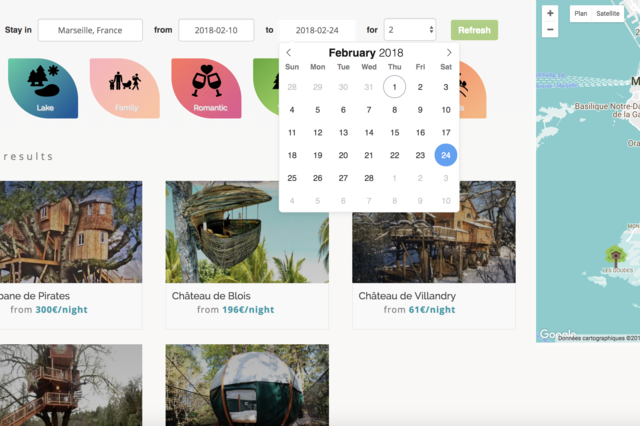 Stay in Marseille, France from 2018-02-10 to 2018-02-24 for 2 Refresh
Plan Satellite
February 2018
Sun Mon Tue Wed Thu Fri Sat
28 29 30 31 1 2 3
4 5 6 7 8 9 10
11 12 13 14 15 16 17
18 19 20 21 22 23 24
25 26 27 28 1 2 3
4 5 6 7 8 9 10
Lake
Family
Romantic
results
Basilique Notre-Da
de la Ga
LES GOUDES
Google
Données cartographiques ©201
bane de Pirates
from 300€/night
Château de Blois
from 196€/night
Château de Villandry
from 61€/night